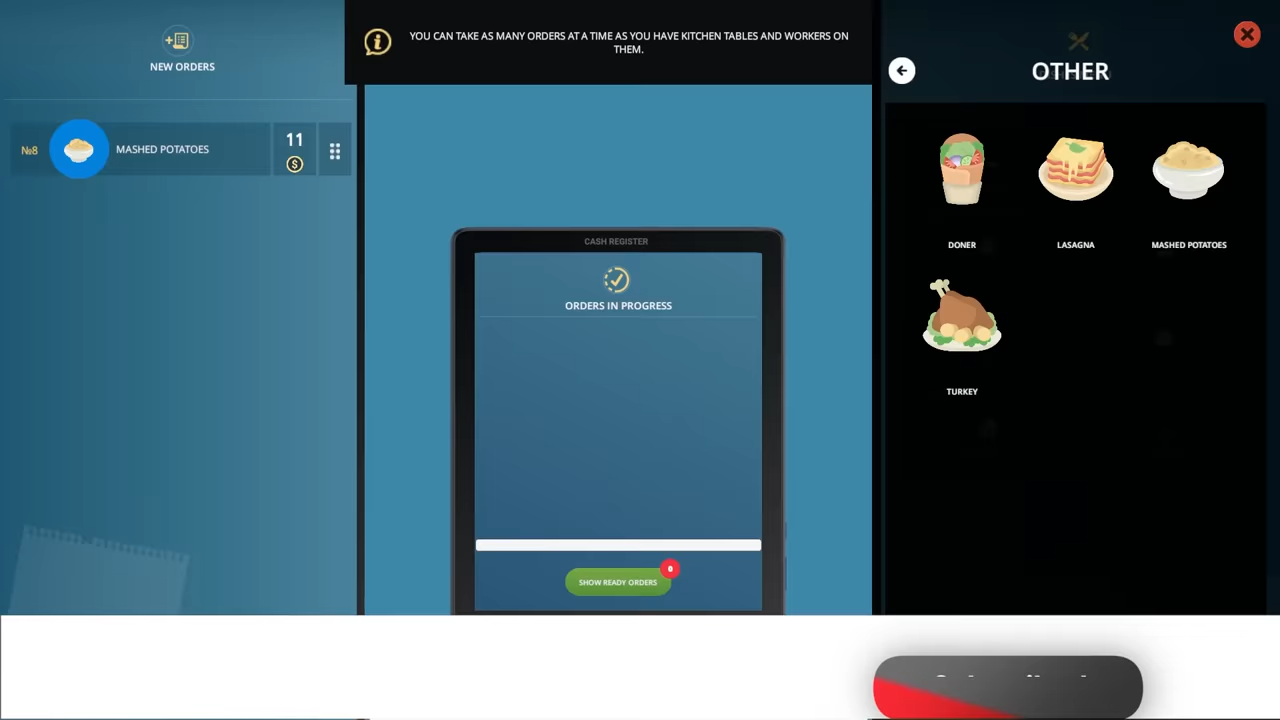 NEW ORDERS
№8
MASHED POTATOES
11
$
YOU CAN TAKE AS MANY ORDERS AT A TIME AS YOU HAVE KITCHEN TABLES AND WORKERS ON
THEM.
CASH REGISTER
ORDERS IN PROGRESS
SHOW READY ORDERS
0
OTHER
DONER
LASAGNA
MASHED POTATOES
TURKEY